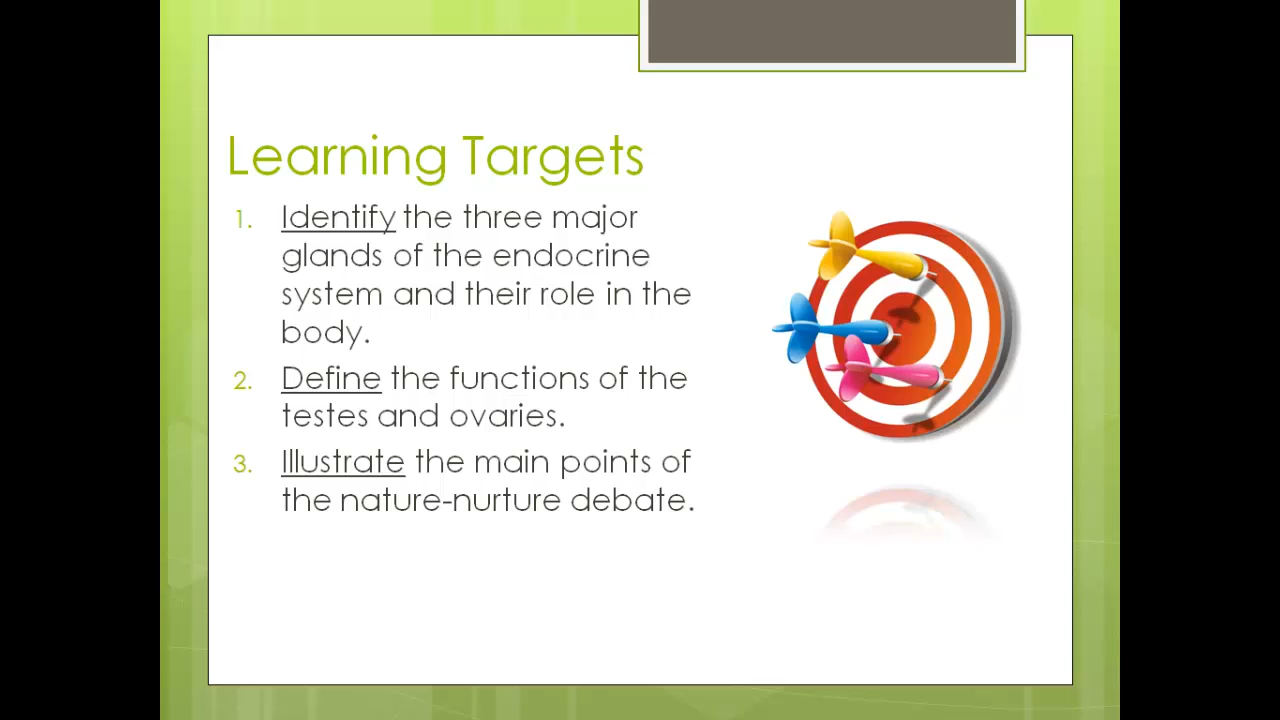 Learning Targets
1. Identify the three major
glands of the endocrine
system and their role in the
body.
2. Define the functions of the
testes and ovaries.
3. Illustrate the main points of
the nature-nurture debate.